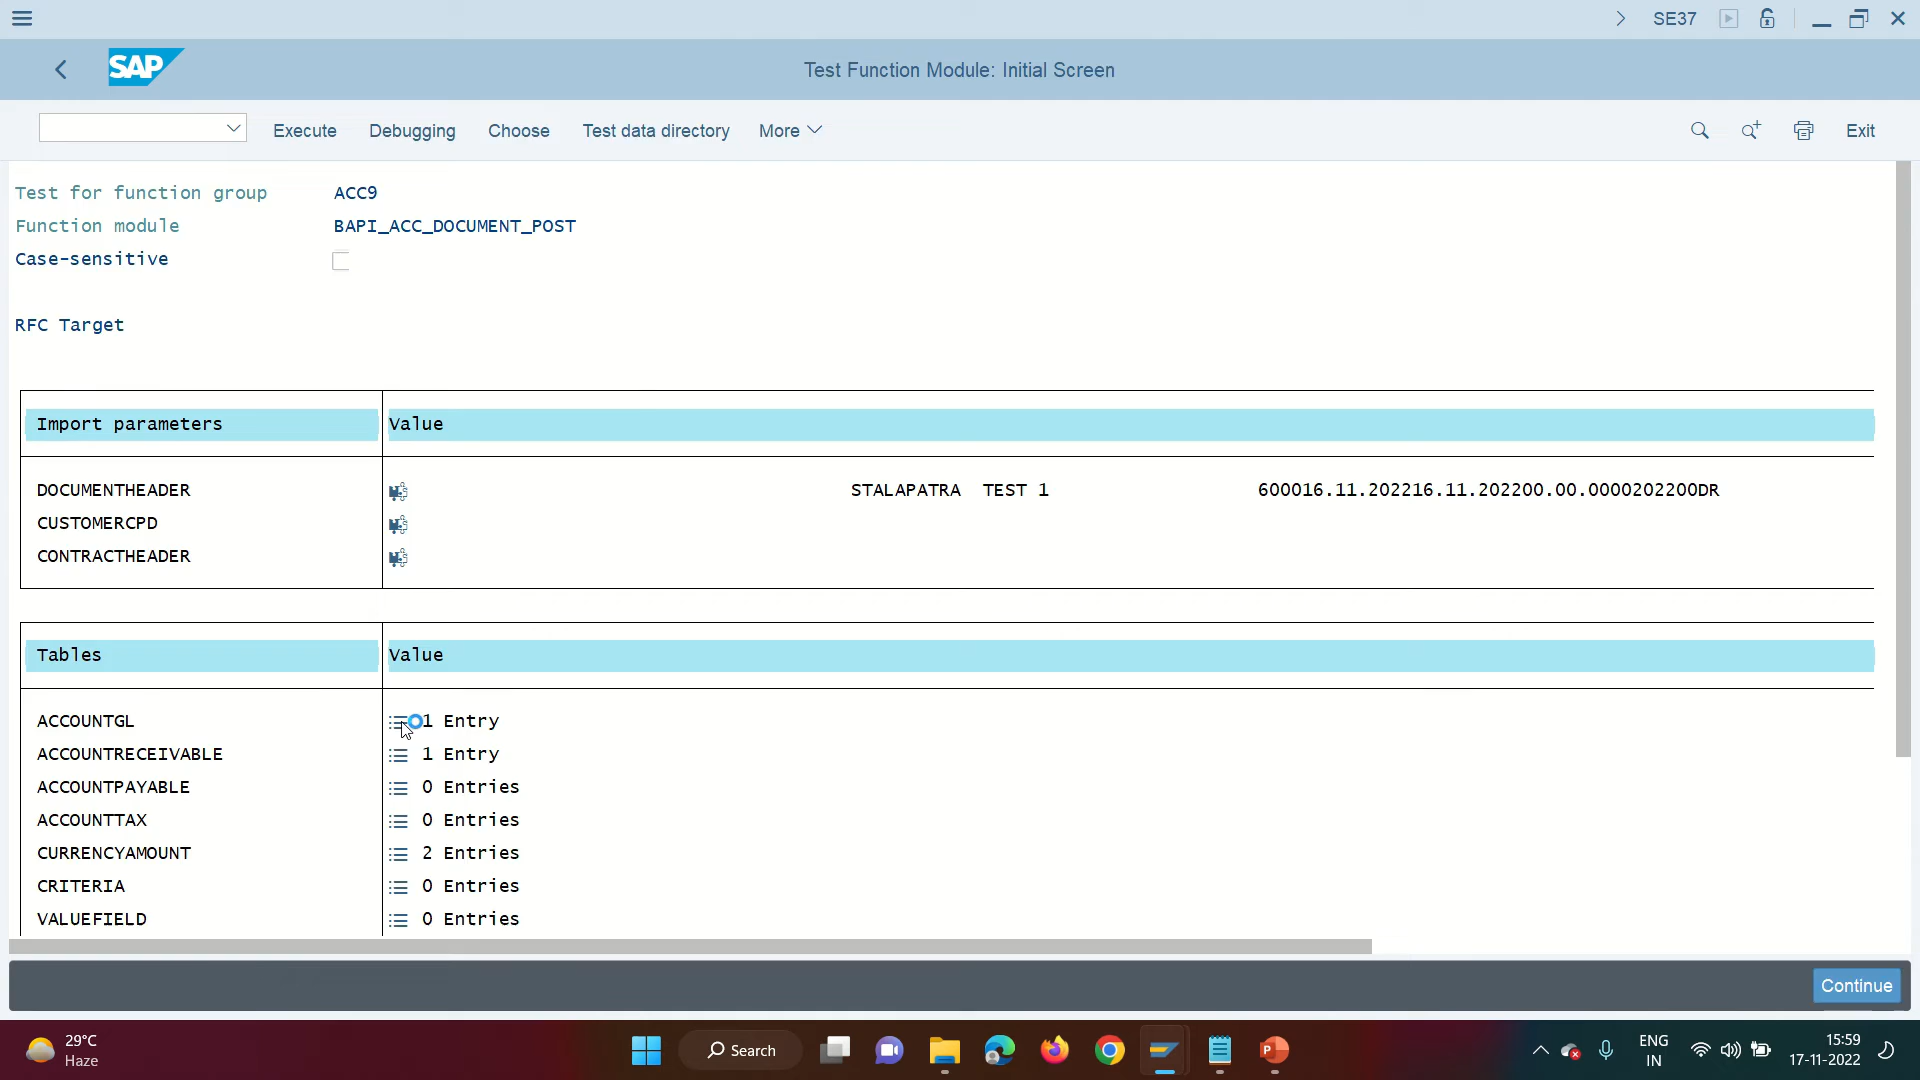 SE37
SAP
Test Function Module: Initial Screen
Execute Debugging Choose Test data directory More Exit
Test for function group ACC9
Function module BAPI_ACC_DOCUMENT_POST
Case-sensitive
RFC Target
Import parameters Value
DOCUMENTHEADER STALAPATRA TEST 1 600016.11.202216.11.202200.00.0000202200DR
CUSTOMERCPD
CONTRACTHEADER
Tables Value
ACCOUNTGL 1 Entry
ACCOUNTRECEIVABLE 1 Entry
ACCOUNTPAYABLE 0 Entries
ACCOUNTTAX 0 Entries
CURRENCYAMOUNT 2 Entries
CRITERIA 0 Entries
VALUEFIELD 0 Entries
Continue
29°C
Haze
Search
ENG
IN
15:59
17-11-2022